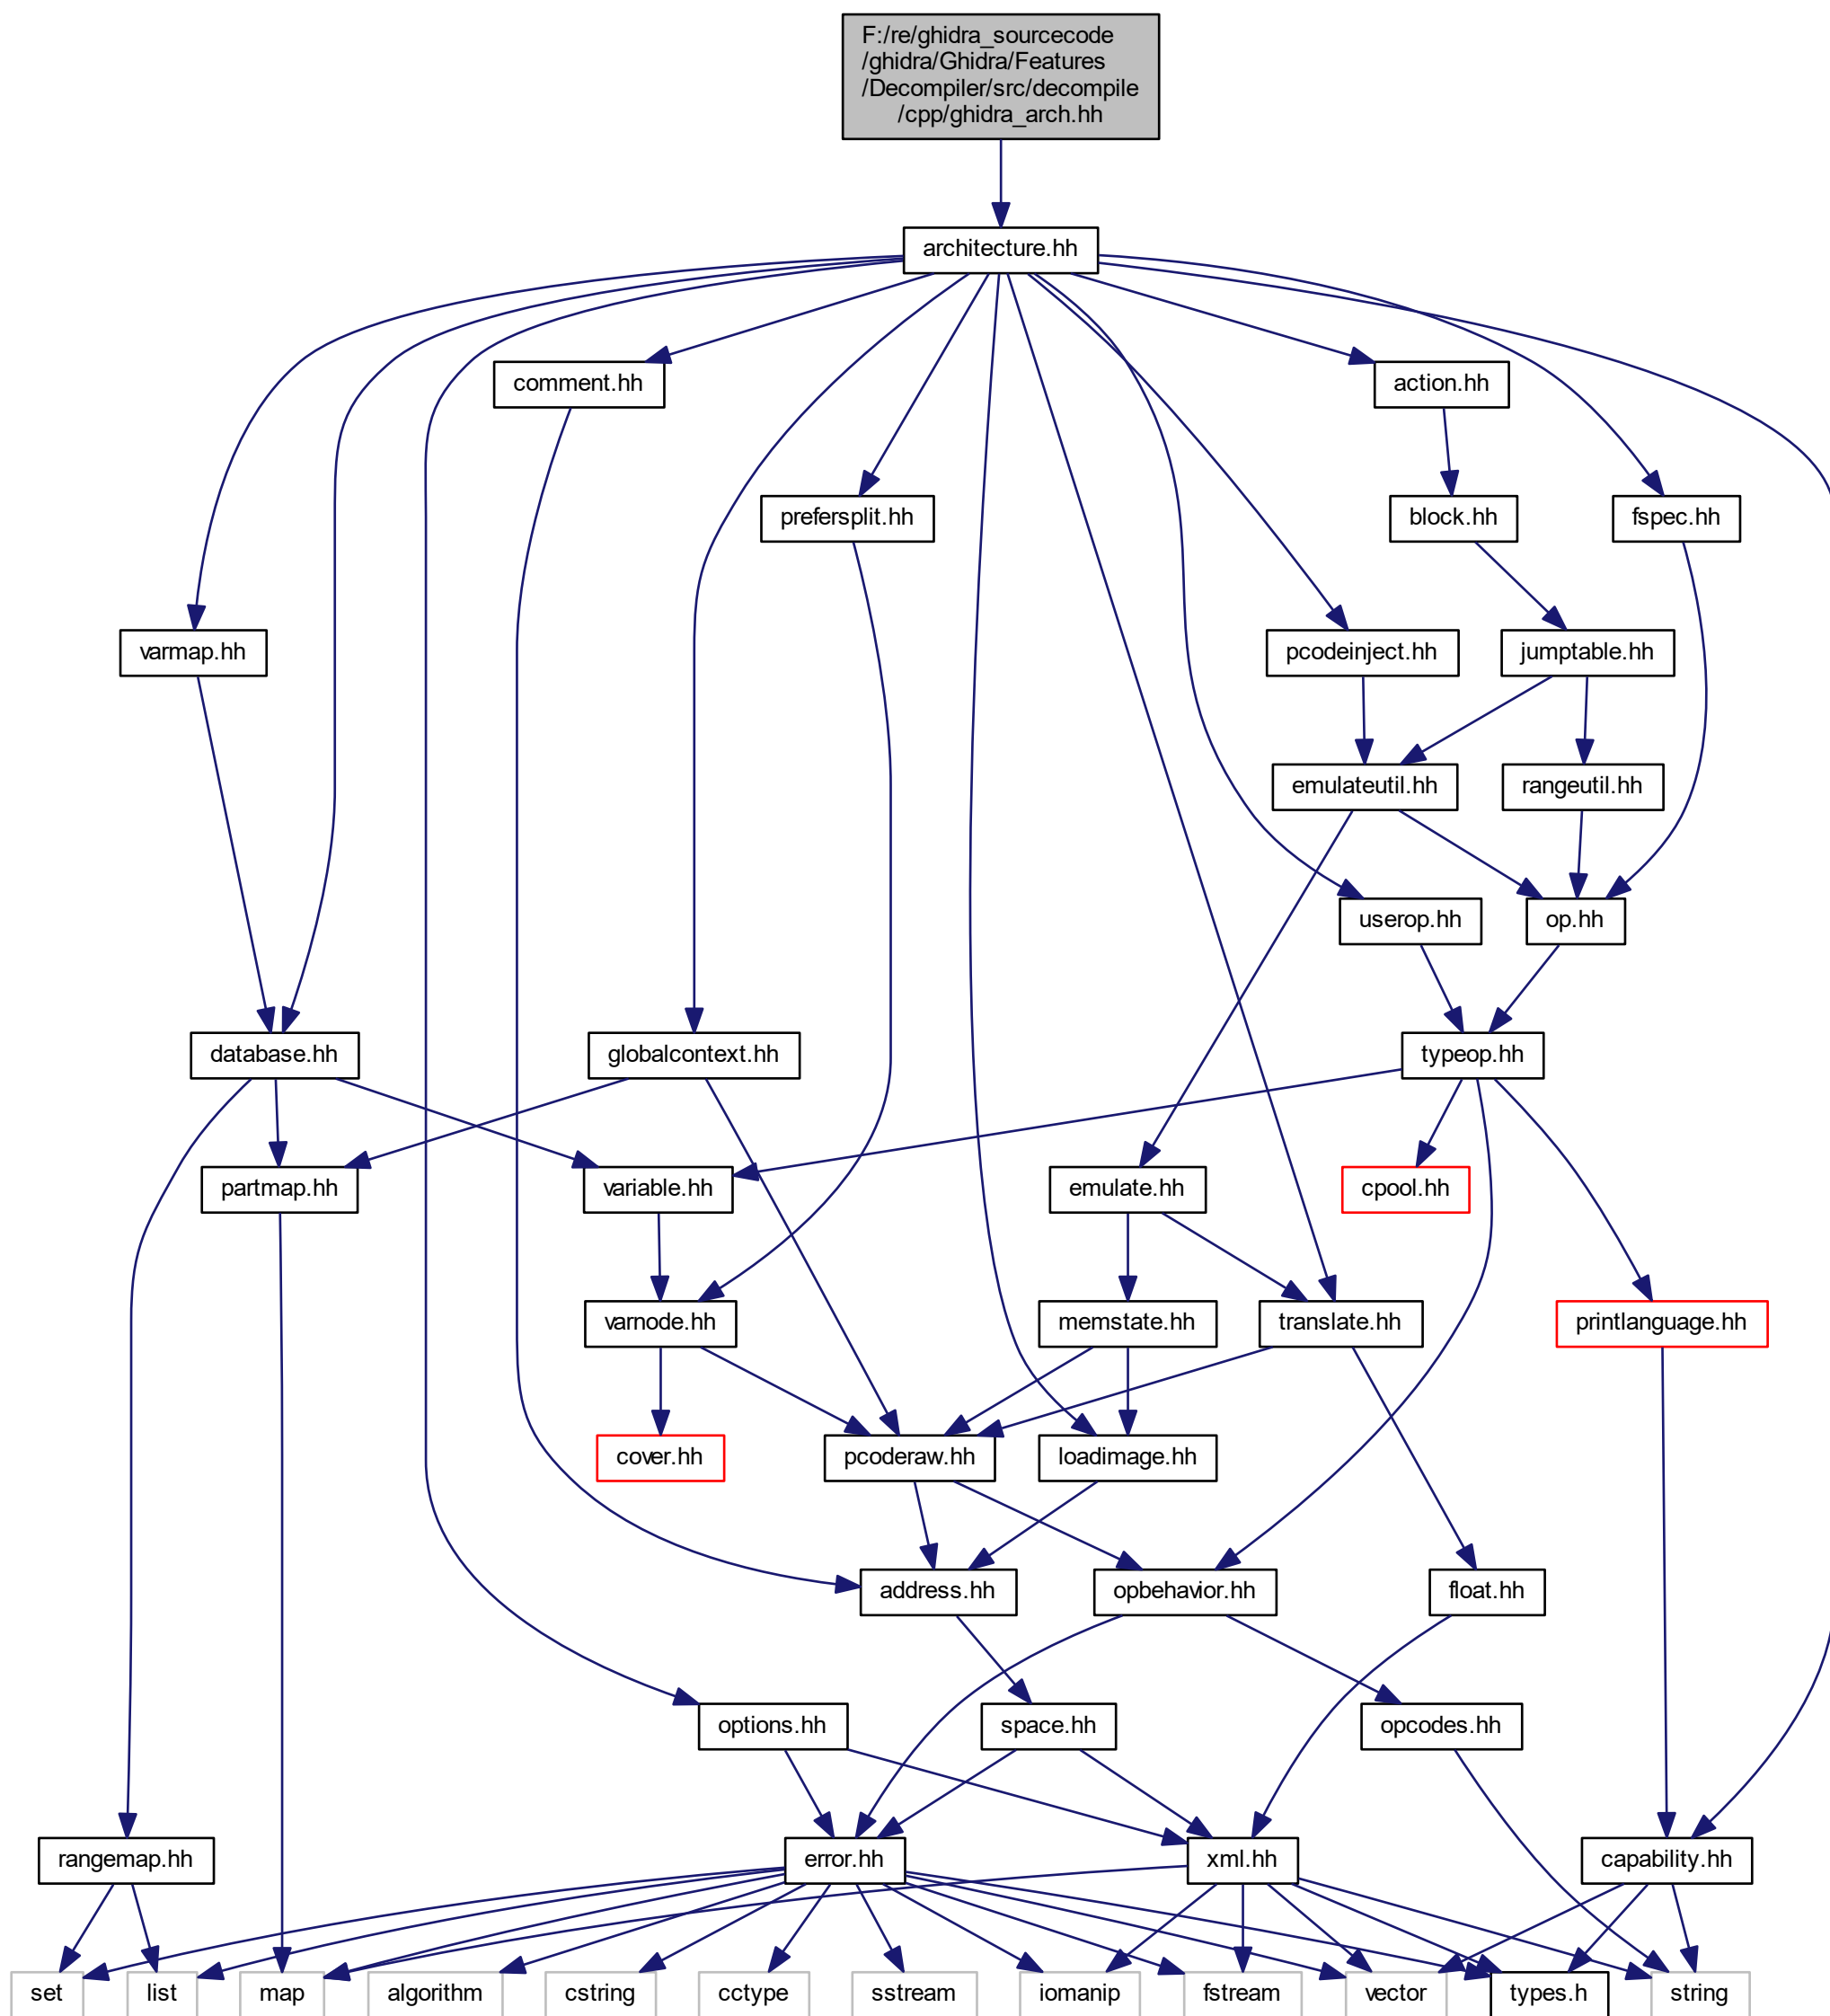 F:/re/ghidra_sourcecode
/ghidra/Ghidra/Features
/Decompiler/src/decompile
/cpp/ghidra_arch.hh
architecture.hh
comment.hh
action.hh
prefersplit.hh
block.hh
fspec.hh
varmap.hh
pcodeinject.hh
jumptable.hh
emulateutil.hh
rangeutil.hh
userop.hh
op.hh
database.hh
globalcontext.hh
typeop.hh
partmap.hh
variable.hh
emulate.hh
cpool.hh
varnode.hh
memstate.hh
translate.hh
printlanguage.hh
cover.hh
pcoderaw.hh
loadimage.hh
address.hh
opbehavior.hh
float.hh
options.hh
space.hh
opcodes.hh
rangemap.hh
error.hh
xml.hh
capability.hh
set
list
map
algorithm
cstring
cctype
sstream
iomanip
fstream
vector
types.h
string